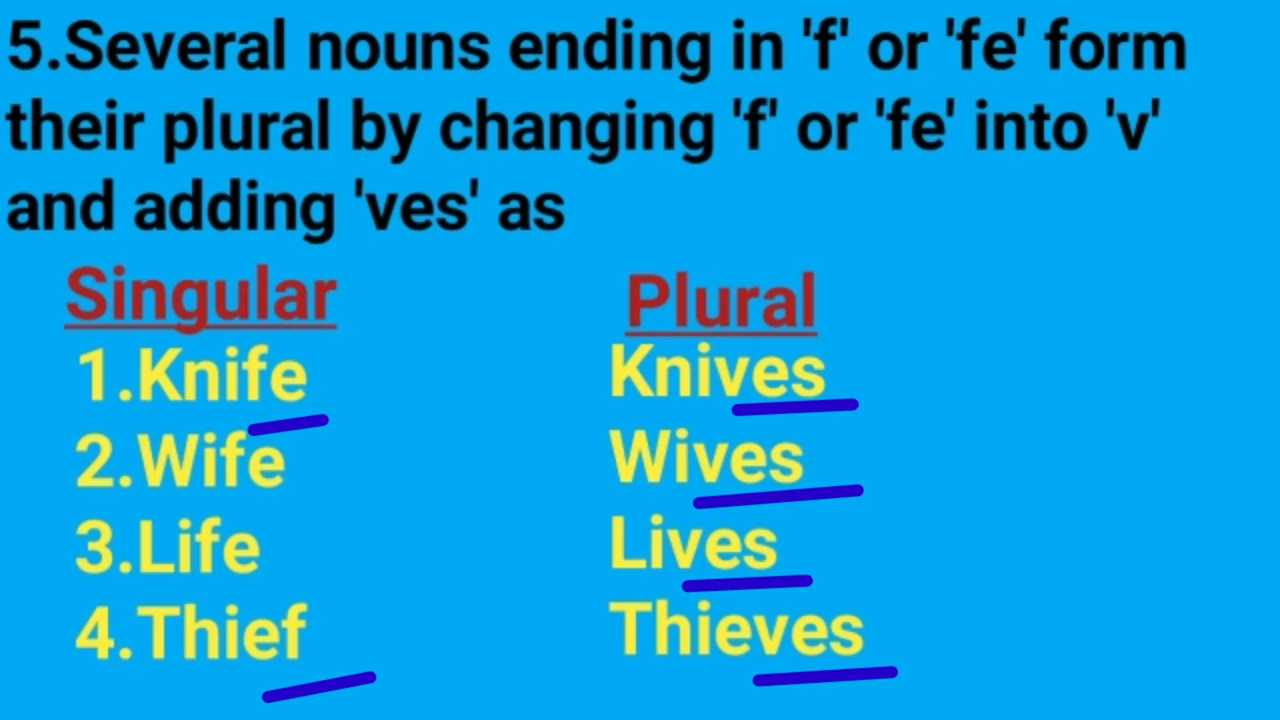 5.Several nouns ending in 'f' or 'fe' form
their plural by changing 'f' or 'fe' into 'v'
and adding 'ves' as
Singular Plural
1.Knife Knives
2.Wife Wives
3.Life Lives
4.Thief Thieves